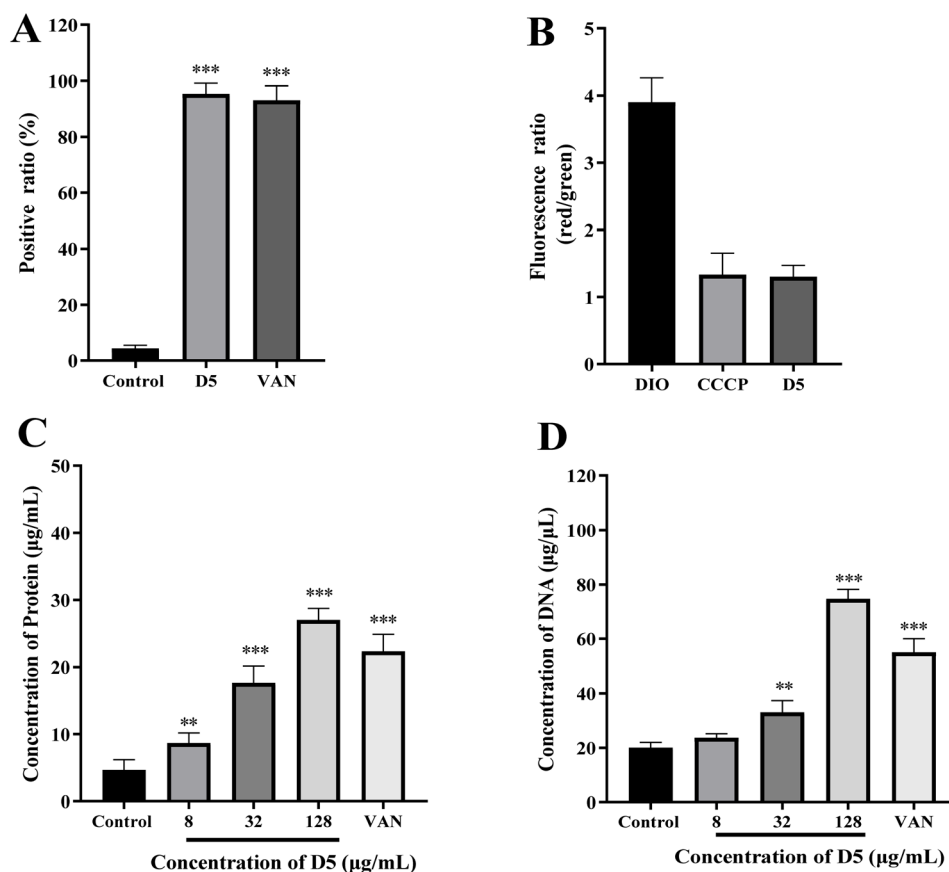 A
Positive ratio (%)
120
100
80
60
40
20
0
***
***
Control D5 VAN
B
Fluorescence ratio
(red/green)
5
4
3
2
1
0
DIO CCCP D5
C
Concentration of Protein (μg/mL)
50
40
30
20
10
0
**
***
***
***
Control 8 32 128 VAN
Concentration of D5 (μg/mL)
D
Concentration of DNA (μg/μL)
120
100
80
60
40
20
0
**
***
***
Control 8 32 128 VAN
Concentration of D5 (μg/mL)